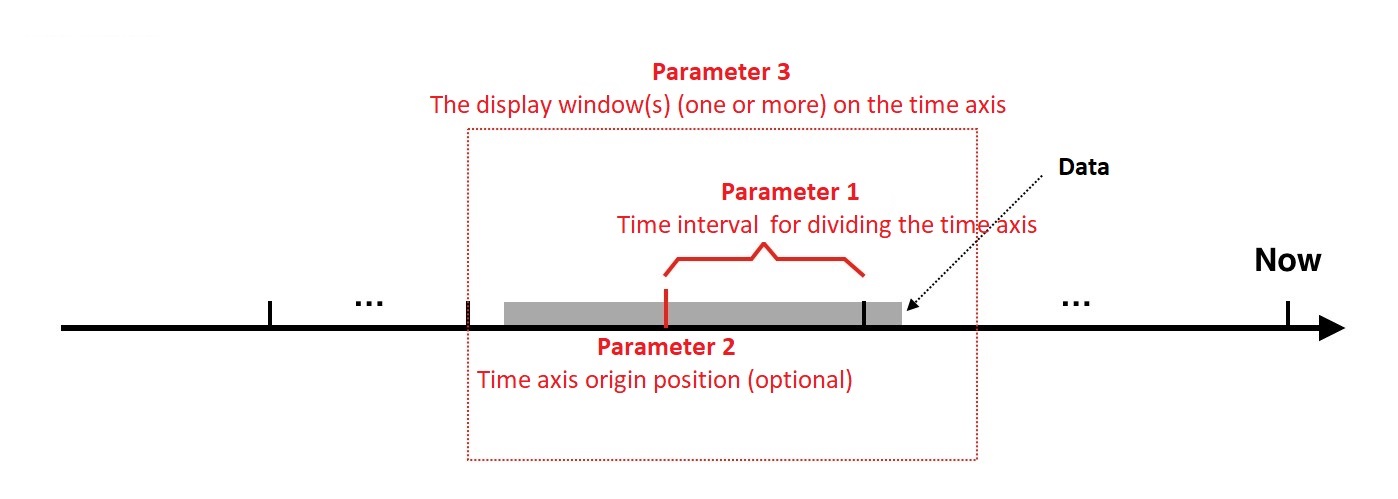 Parameter 3
The display window(s) (one or more) on the time axis
Data
Parameter 1
Time interval for dividing the time axis
Now
... ...
Parameter 2
Time axis origin position (optional)